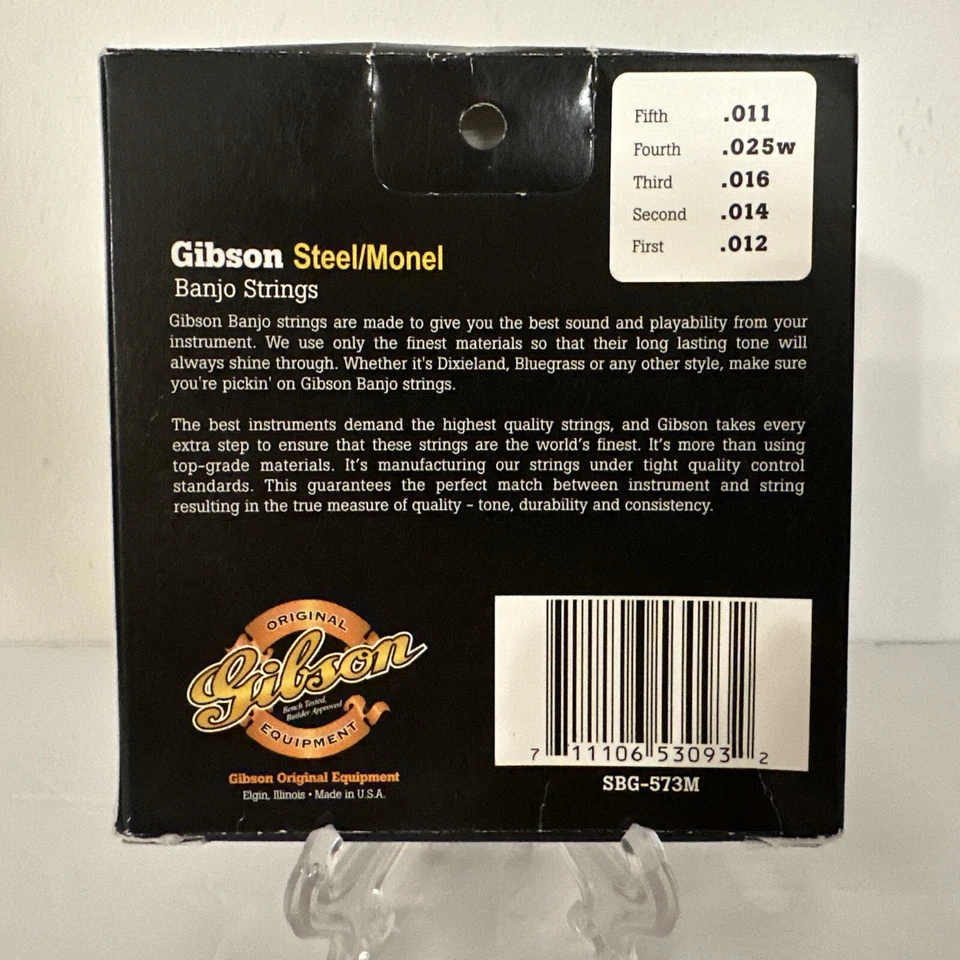 Fifth .011
Fourth .025w
Third .016
Second .014
First .012
Gibson Steel/Monel
Banjo Strings
Gibson Banjo strings are made to give you the best sound and playability from your
instrument. We use only the finest materials so that their long lasting tone will
always shine through. Whether it's Dixieland, Bluegrass or any other style, make sure
you're pickin' on Gibson Banjo strings.
The best instruments demand the highest quality strings, and Gibson takes every
extra step to ensure that these strings are the world's finest. It's more than using
top-grade materials. It's manufacturing our strings under tight quality control
standards. This guarantees the perfect match between instrument and string
resulting in the true measure of quality – tone, durability and consistency.
ORIGINAL
Gibson
Bench Tested,
Builder Approved
EQUIPMENT
Gibson Original Equipment
Elgin, Illinois • Made in U.S.A.
7 11106 53093 2
SBG-573M